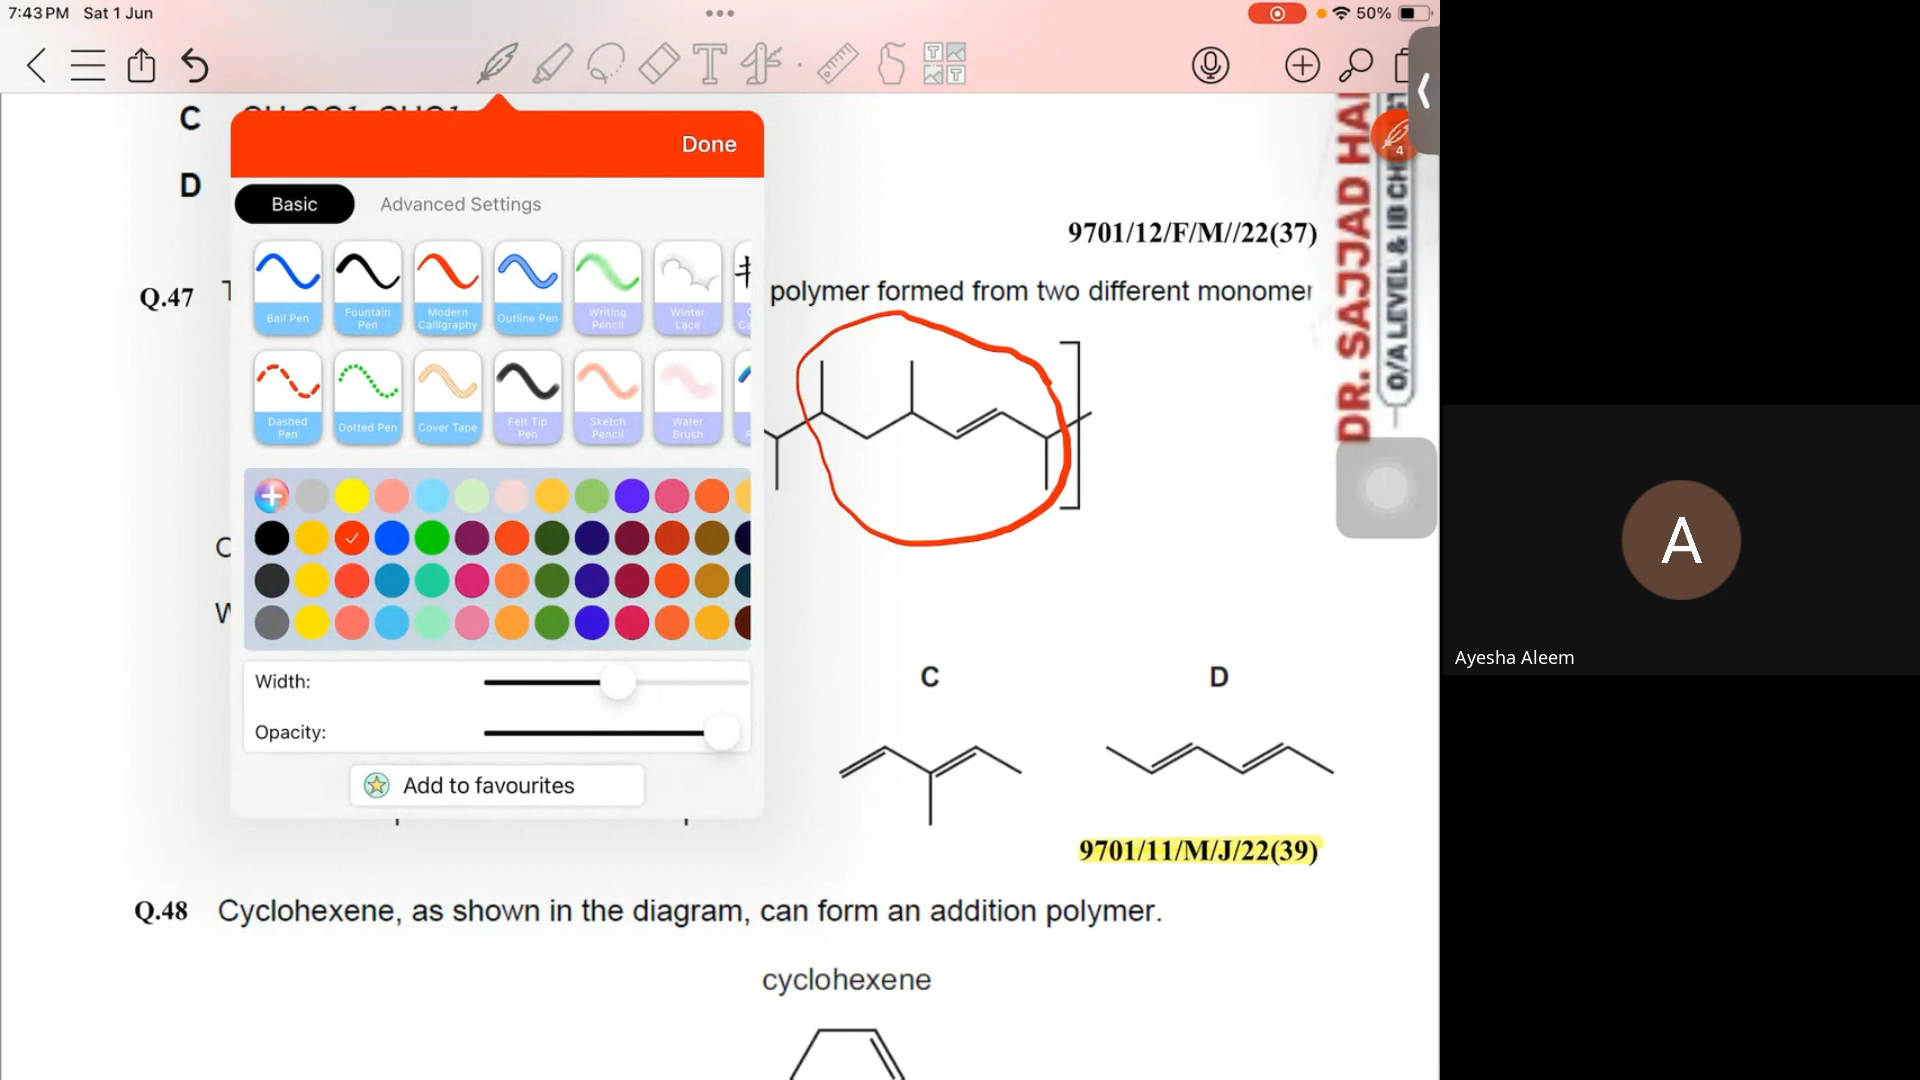 7:43 PM Sat 1 Jun
50%
4
C
Done
D
Basic Advanced Settings
9701/12/F/M//22(37)
Q.47 polymer formed from two different monomer
Ball Pen
Fountain Pen
Modern Calligraphy
Outline Pen
Writing Pencil
Winter Lace
Dashed Pen
Dotted Pen
Cover Tape
Felt Tip Pen
Sketch Pencil
Water Brush
DR. SAJJAD HA
O/A LEVEL & IB CH
Width:
Opacity:
Add to favourites
C D
9701/11/M/J/22(39)
Q.48 Cyclohexene, as shown in the diagram, can form an addition polymer.
cyclohexene
A
Ayesha Aleem